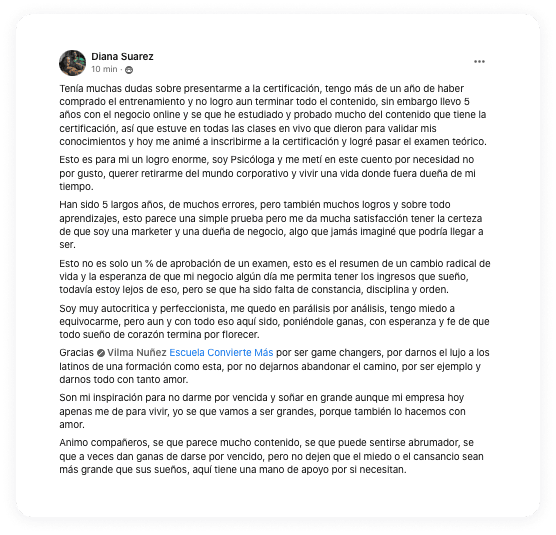 Diana Suarez
10 min ·
Tenía muchas dudas sobre presentarme a la certificación, tengo más de un año de haber
comprado el entrenamiento y no logro aun terminar todo el contenido, sin embargo llevo 5
años con el negocio online y se que he estudiado y probado mucho del contenido que tiene la
certificación, así que estuve en todas las clases en vivo que dieron para validar mis
conocimientos y hoy me animé a inscribirme a la certificación y logré pasar el examen teórico.
Esto es para mi un logro enorme, soy Psicóloga y me metí en este cuento por necesidad no
por gusto, querer retirarme del mundo corporativo y vivir una vida donde fuera dueña de mi
tiempo.
Han sido 5 largos años, de muchos errores, pero también muchos logros y sobre todo
aprendizajes, esto parece una simple prueba pero me da mucha satisfacción tener la certeza
de que soy una marketer y una dueña de negocio, algo que jamás imaginé que podría llegar a
ser.
Esto no es solo un % de aprobación de un examen, esto es el resumen de un cambio radical de
vida y la esperanza de que mi negocio algún día me permita tener los ingresos que sueño,
todavía estoy lejos de eso, pero se que ha sido falta de constancia, disciplina y orden.
Soy muy autocritica y perfeccionista, me quedo en parálisis por análisis, tengo miedo a
equivocarme, pero aun y con todo eso aquí sido, poniéndole ganas, con esperanza y fe de que
todo sueño de corazón termina por florecer.
Gracias Vilma Nuñez Escuela Convierte Más por ser game changers, por darnos el lujo a los
latinos de una formación como esta, por no dejarnos abandonar el camino, por ser ejemplo y
darnos todo con tanto amor.
Son mi inspiración para no darme por vencida y soñar en grande aunque mi empresa hoy
apenas me de para vivir, yo se que vamos a ser grandes, porque también lo hacemos con
amor.
Animo compañeros, se que parece mucho contenido, se que puede sentirse abrumador, se
que a veces dan ganas de darse por vencido, pero no dejen que el miedo o el cansancio sean
más grande que sus sueños, aquí tiene una mano de apoyo por si necesitan.